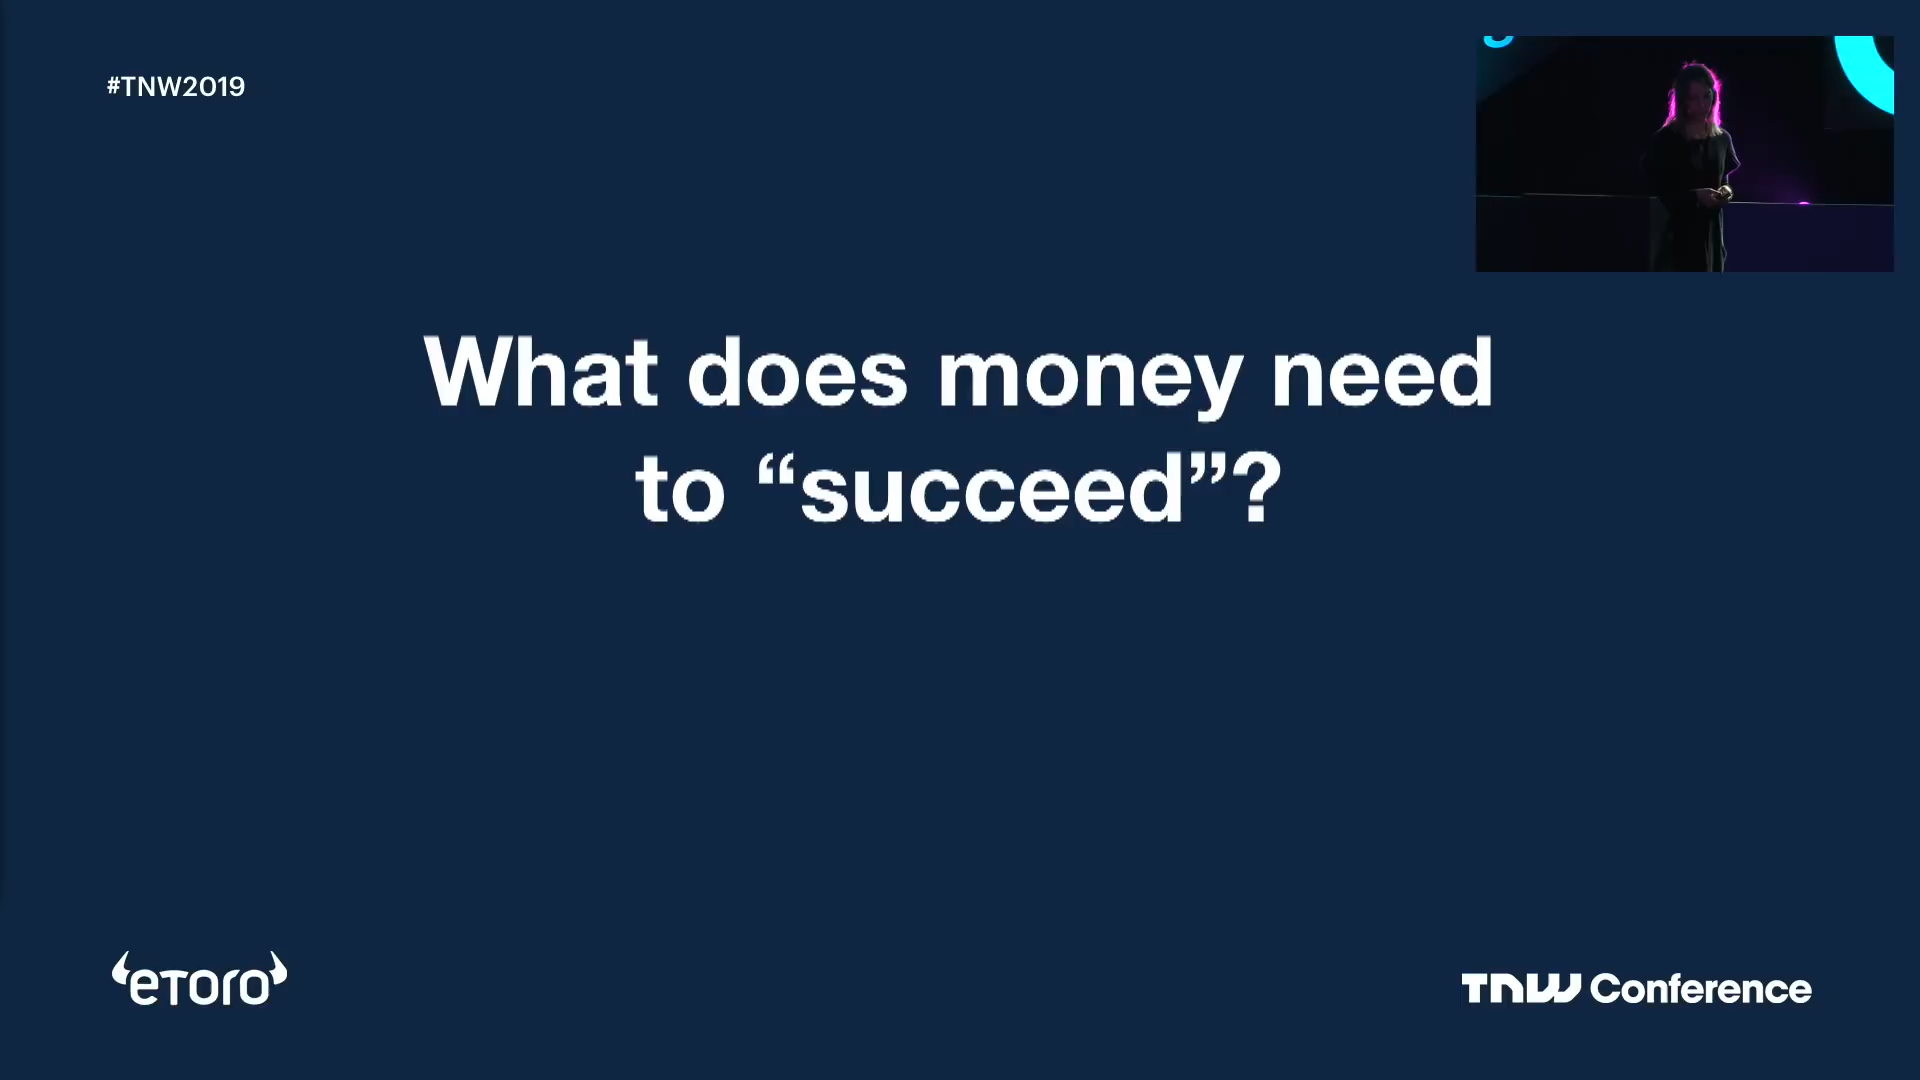 #TNW2019
What does money need
to “succeed”?
eToro
TNW Conference